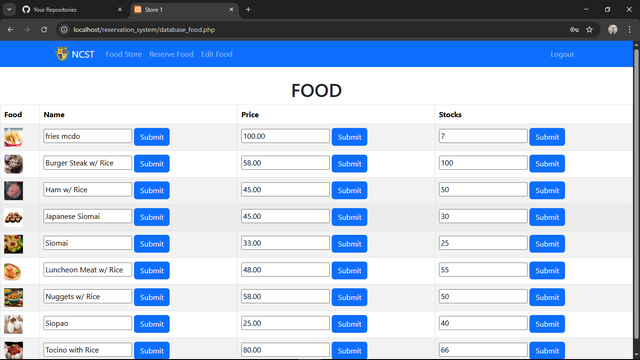 Your Repositories
Store 1
localhost/reservation_system/database_food.php
NCST Food Store Reserve Food Edit Food Logout
FOOD
Food Name Price Stocks
fries mcdo Submit 100.00 Submit 7 Submit
Burger Steak w/ Rice Submit 58.00 Submit 100 Submit
Ham w/ Rice Submit 45.00 Submit 50 Submit
Japanese Siomai Submit 45.00 Submit 30 Submit
Siomai Submit 33.00 Submit 25 Submit
Luncheon Meat w/ Rice Submit 48.00 Submit 55 Submit
Nuggets w/ Rice Submit 58.00 Submit 50 Submit
Siopao Submit 25.00 Submit 40 Submit
Tocino with Rice Submit 80.00 Submit 66 Submit